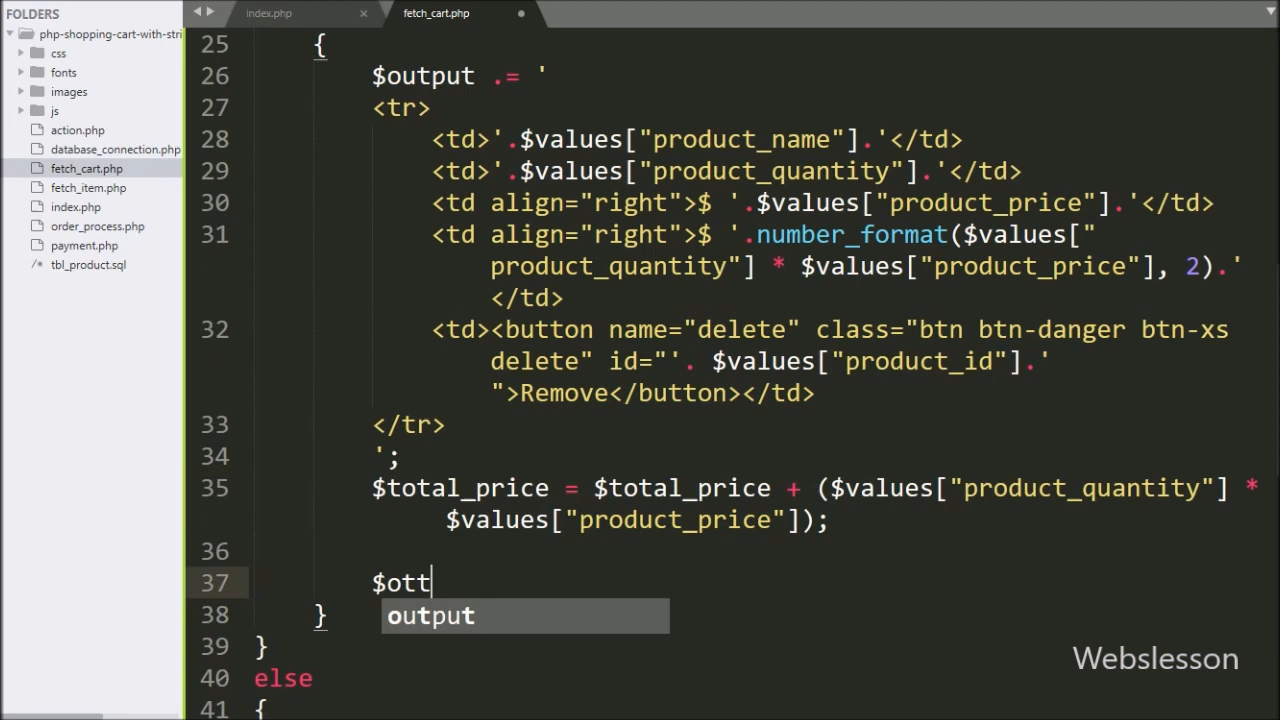 FOLDERS
php-shopping-cart-with-stri
css
fonts
images
js
action.php
database_connection.php
fetch_cart.php
fetch_item.php
index.php
order_process.php
payment.php
tbl_product.sql
index.php
fetch_cart.php
25 {
26 $output .= '
27 <tr>
28 <td>'.$values["product_name"].'</td>
29 <td>'.$values["product_quantity"].'</td>
30 <td align="right">$ '.$values["product_price"].'</td>
31 <td align="right">$ '.number_format($values["
product_quantity"] * $values["product_price"], 2).'
</td>
32 <td><button name="delete" class="btn btn-danger btn-xs
delete" id="'. $values["product_id"].'
">Remove</button></td>
33 </tr>
34 ';
35 $total_price = $total_price + ($values["product_quantity"] *
$values["product_price"]);
36
37 $ott
output
38 }
39 }
40 else
41 {
Webslesson